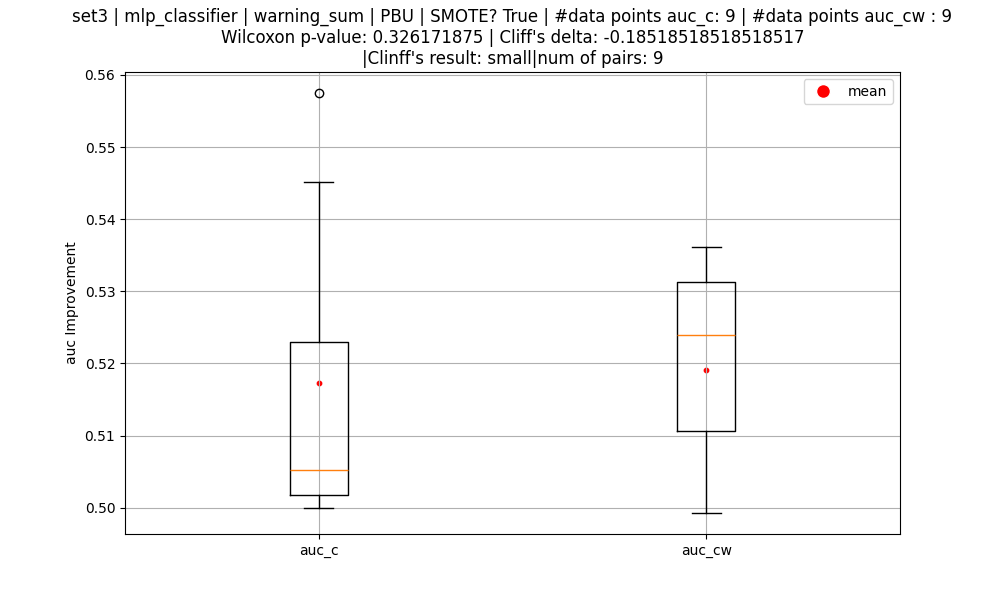 set3 | mlp_classifier | warning_sum | PBU | SMOTE? True | #data points auc_c: 9 | #data points auc_cw : 9
Wilcoxon p-value: 0.326171875 | Cliff's delta: -0.18518518518518517
|Clinff's result: small|num of pairs: 9
mean
auc Improvement
0.56
0.55
0.54
0.53
0.52
0.51
0.50
auc_c
auc_cw